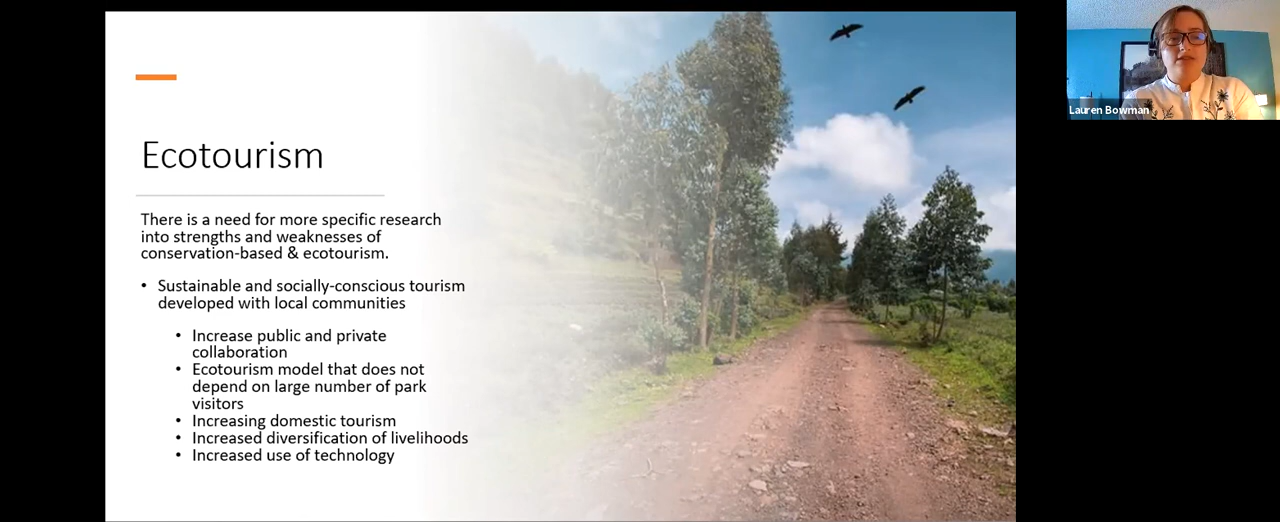 Ecotourism
There is a need for more specific research
into strengths and weaknesses of
conservation-based & ecotourism.
• Sustainable and socially-conscious tourism
developed with local communities
• Increase public and private
collaboration
• Ecotourism model that does not
depend on large number of park
visitors
• Increasing domestic tourism
• Increased diversification of livelihoods
• Increased use of technology
Lauren Bowman